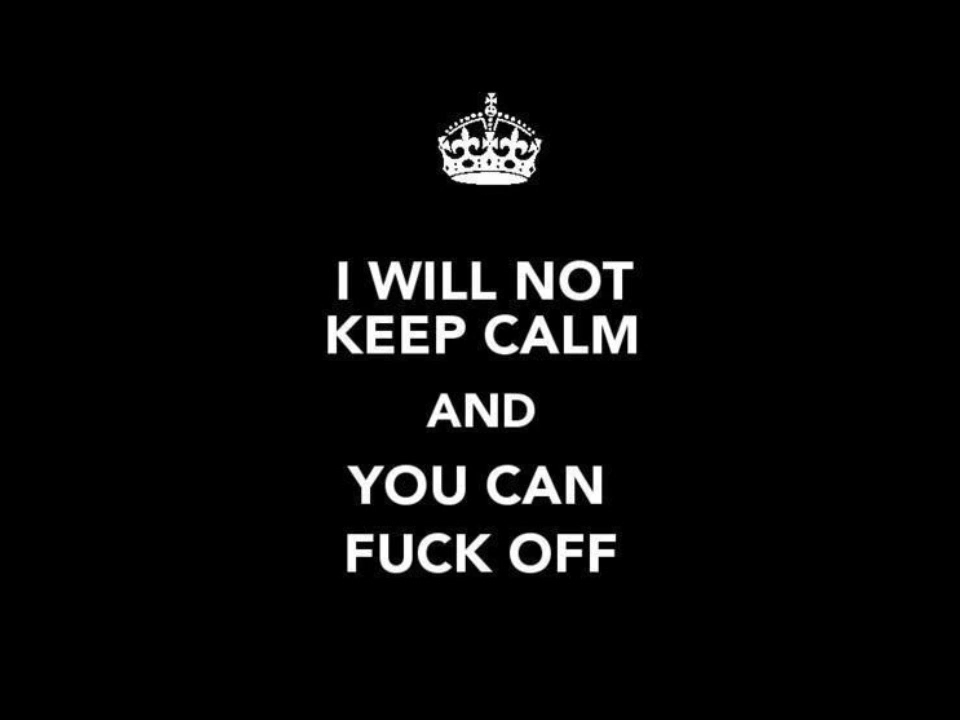 I WILL NOT
KEEP CALM
AND
YOU CAN
FUCK OFF